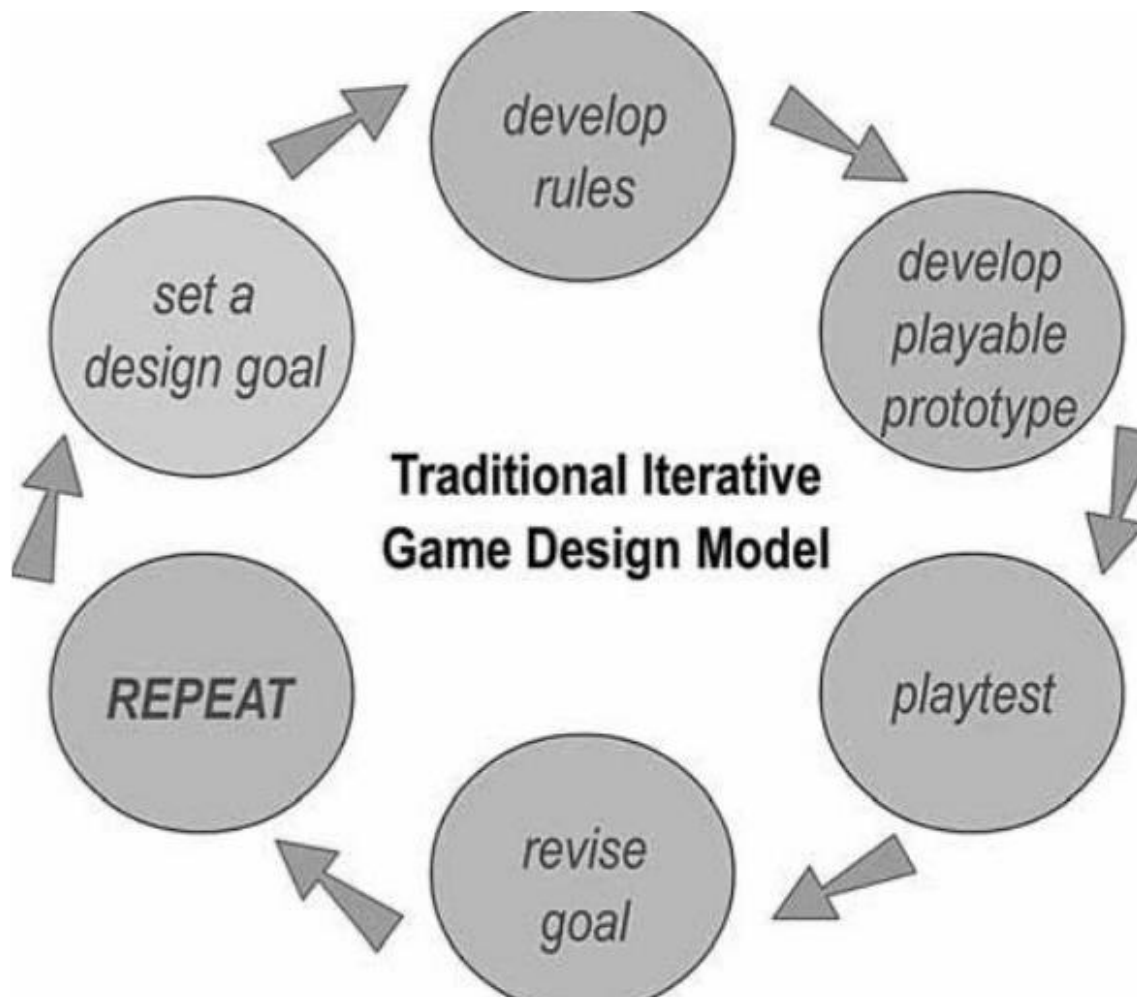 develop
rules
set a
design goal
develop
playable
prototype
Traditional Iterative
Game Design Model
REPEAT
playtest
revise
goal